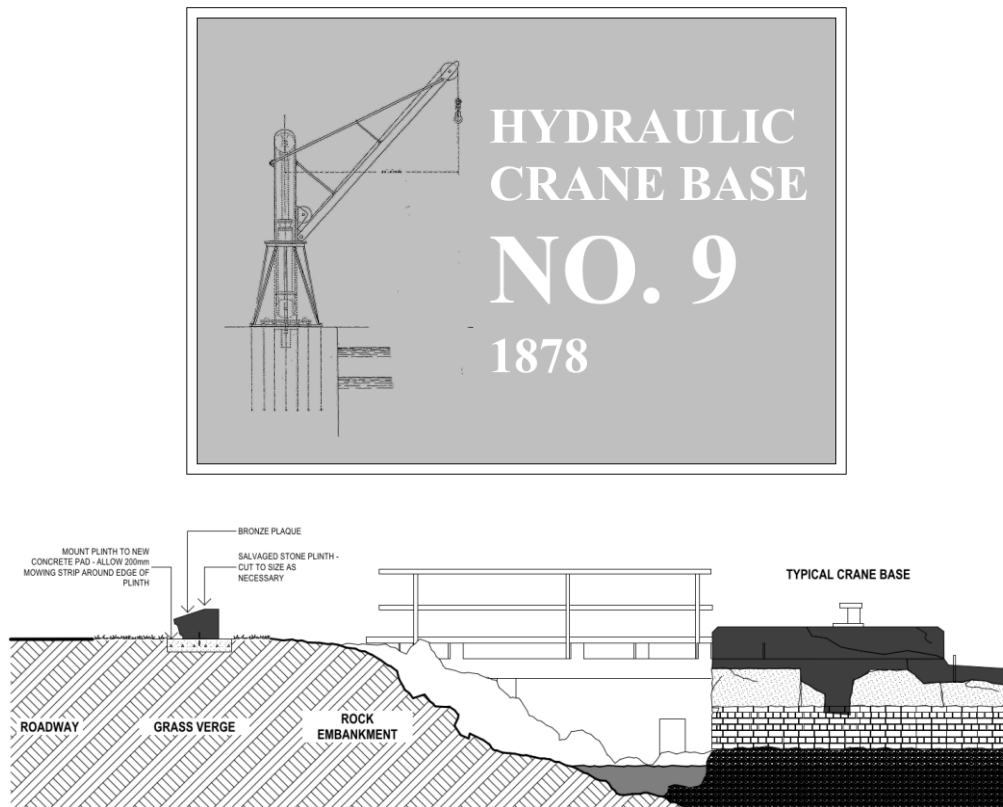 HYDRAULIC
CRANE BASE
NO. 9
1878
BRONZE PLAQUE
MOUNT PLINTH TO NEW
CONCRETE PAD - ALLOW 200mm
MOWING STRIP AROUND EDGE OF
PLINTH
SALVAGED STONE PLINTH -
CUT TO SIZE AS
NECESSARY
TYPICAL CRANE BASE
ROADWAY
GRASS VERGE
ROCK
EMBANKMENT